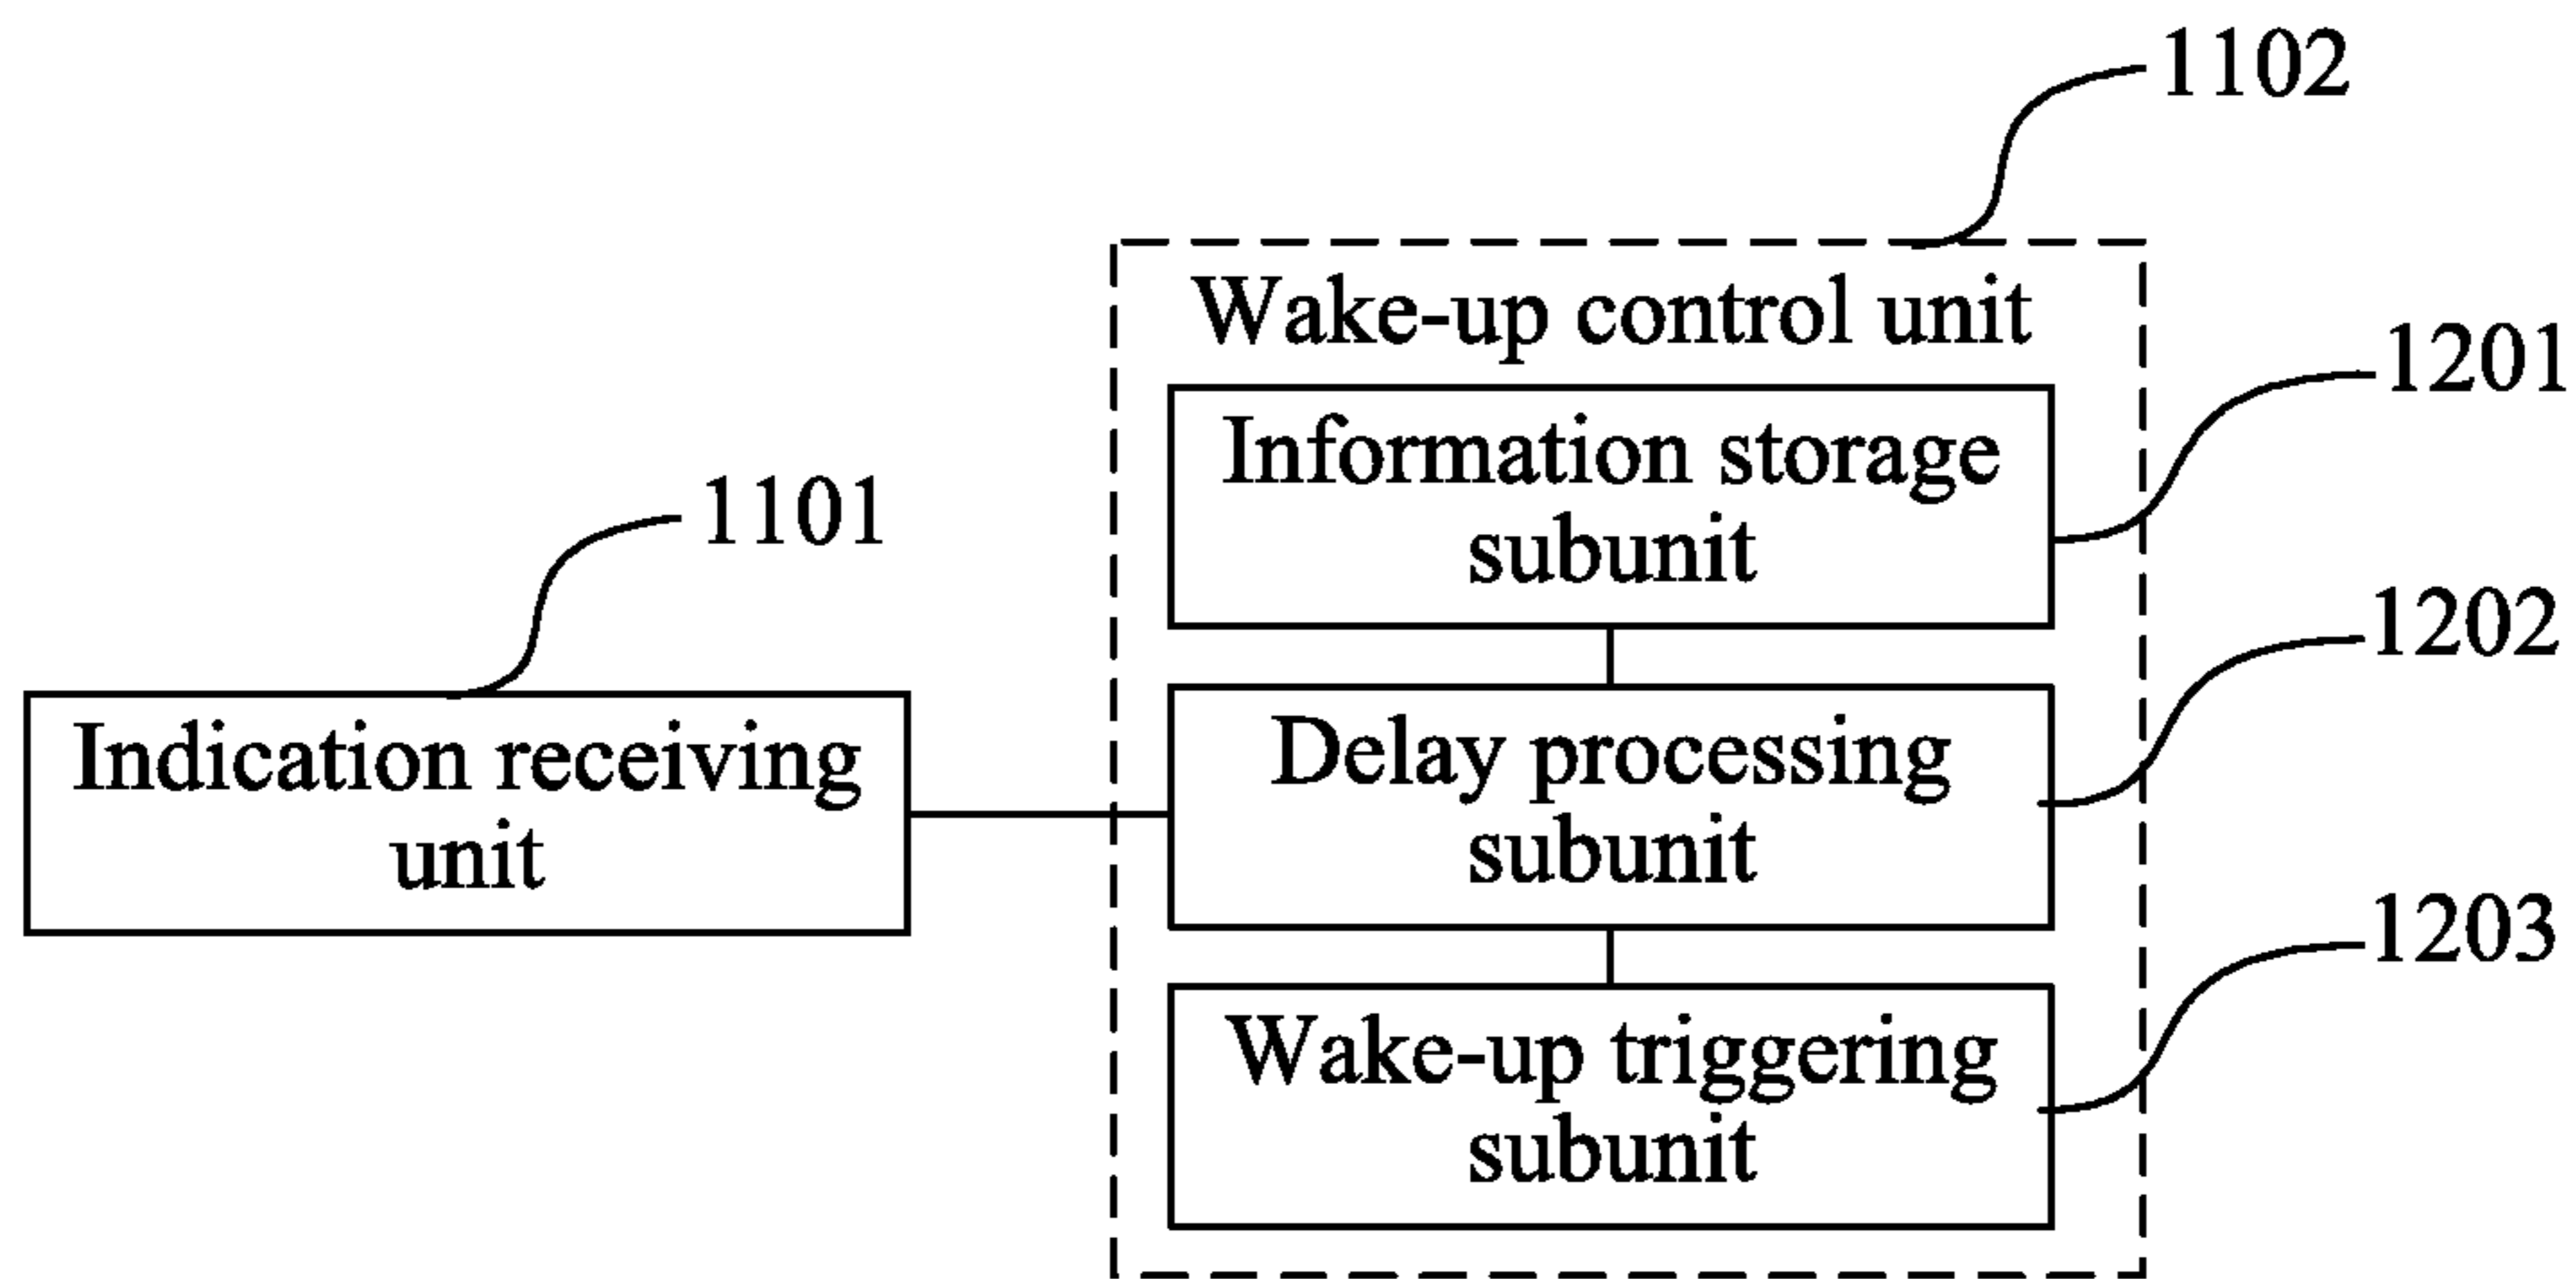 1102
Wake-up control unit
1201
Information storage
subunit
1101
1202
Indication receiving
unit
Delay processing
subunit
1203
Wake-up triggering
subunit